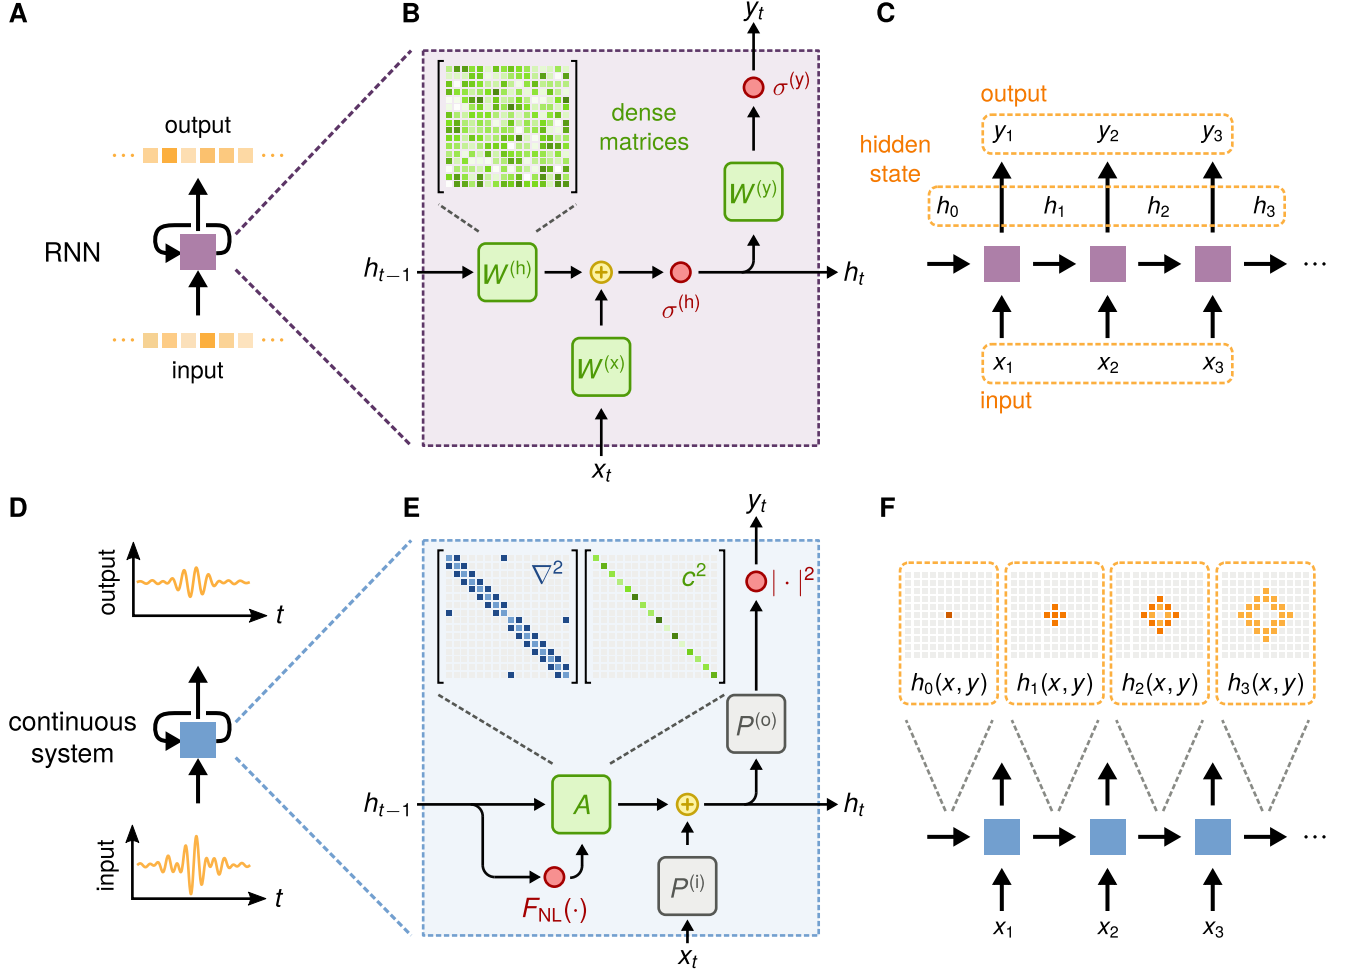 A
output
RNN
input
B
y_t
σ^(y)
dense
matrices
W^(y)
h_{t−1}
W^(h)
+
σ^(h)
h_t
W^(x)
x_t
C
output
y_1 y_2 y_3
hidden
state
h_0 h_1 h_2 h_3
...
x_1 x_2 x_3
input
D
output
t
continuous
system
input
t
E
y_t
∇^2
c^2
|·|^2
P^(o)
h_{t−1}
A
+
h_t
F_NL(·)
P^(i)
x_t
F
h_0(x, y) h_1(x, y) h_2(x, y) h_3(x, y)
...
x_1 x_2 x_3